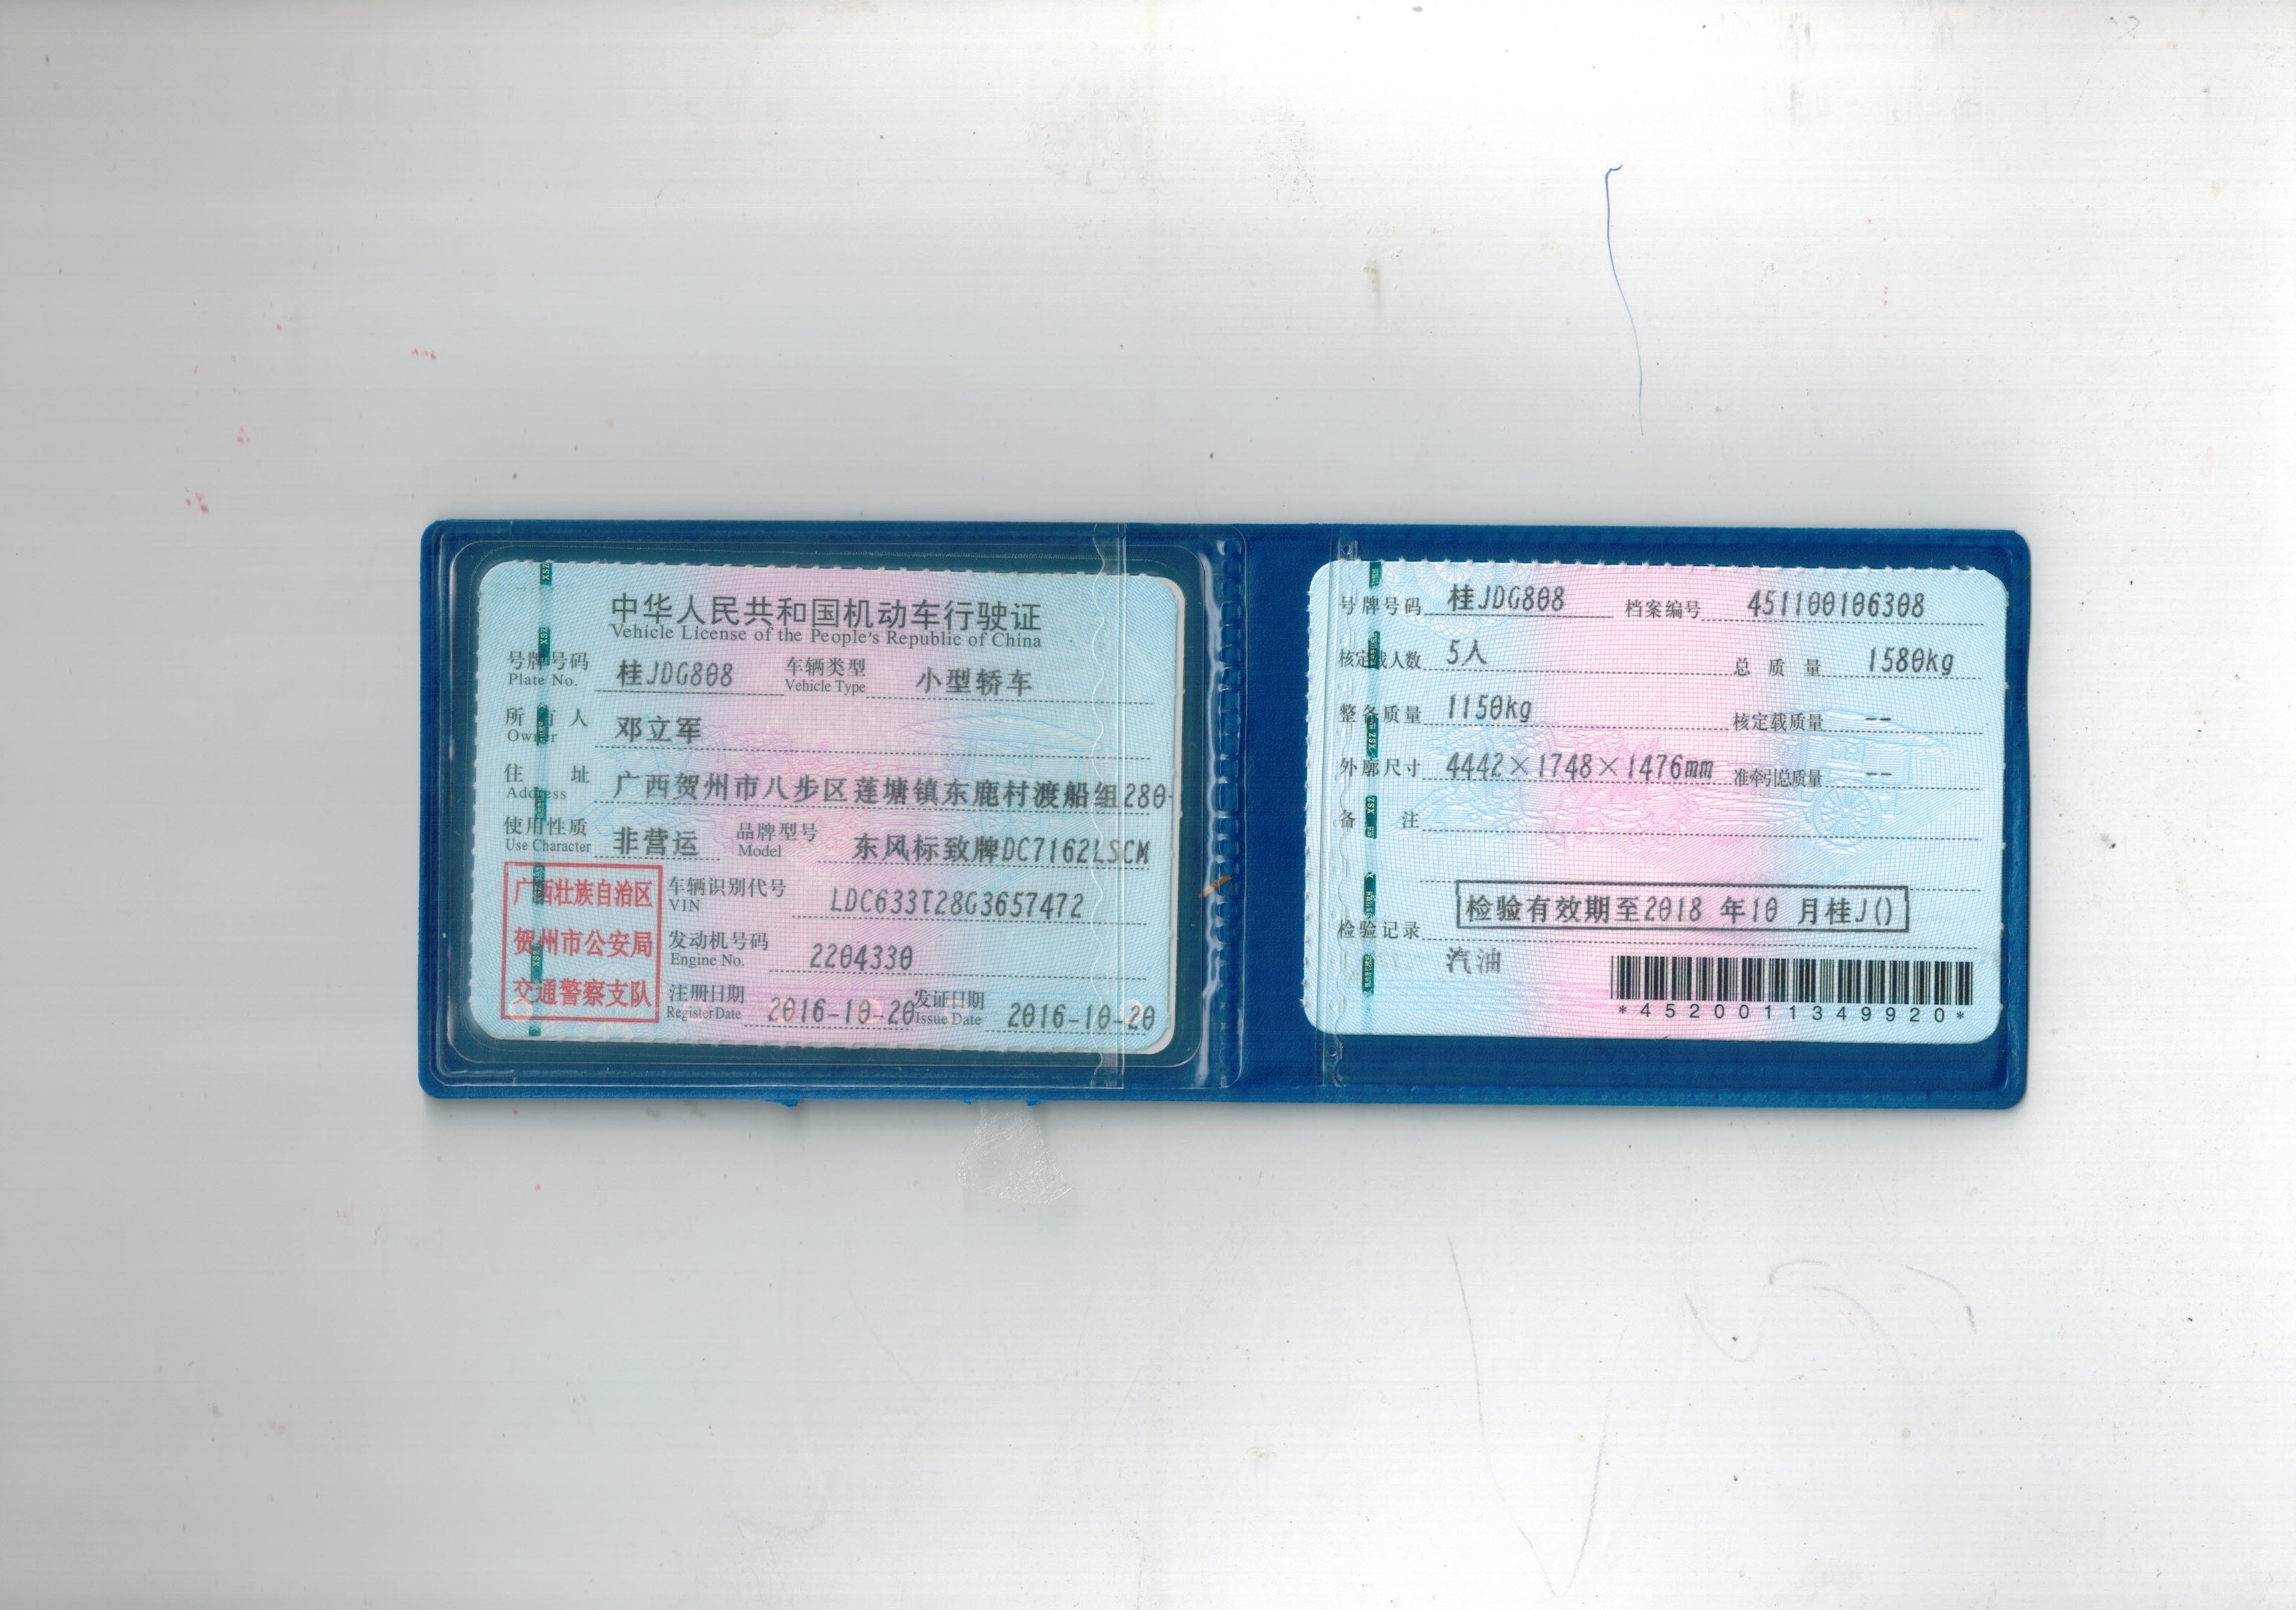 中华人民共和国机动车行驶证
Vehicle License of the People's Republic of China
号牌号码 桂JDG808 车辆类型 小型轿车
Plate No. Vehicle Type
所有人 邓立军
Owner
住 址 广西贺州市八步区莲塘镇东鹿村渡船组280-
Address
使用性质 非营运 品牌型号 东风标致牌DC7162LSCM
Use Character Model
广西壮族自治区
贺州市公安局
交通警察支队
车辆识别代号 LDC633T28G3657472
VIN
发动机号码 2204330
Engine No.
注册日期 2016-10-20 发证日期 2016-10-20
Register Date Issue Date
号牌号码 桂JDG808 档案编号 451100106308
核定载人数 5人 总 质 量 1580kg
整备质量 1150kg 核定载质量 --
外廓尺寸 4442×1748×1476mm 准牵引总质量 --
备 注
检验有效期至2018 年10 月桂J()
检验记录
汽油
*4520011349920*